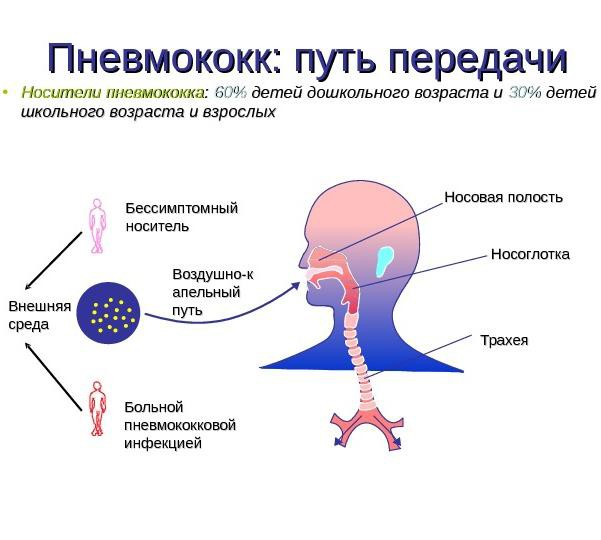 Пневмококк: путь передачи
• Носители пневмококка: 60% детей дошкольного возраста и 30% детей
школьного возраста и взрослых
Бессимптомный
носитель
Воздушно-к
апельный
путь
Внешняя
среда
Больной
пневмококковой
инфекцией
Носовая полость
Носоглотка
Трахея